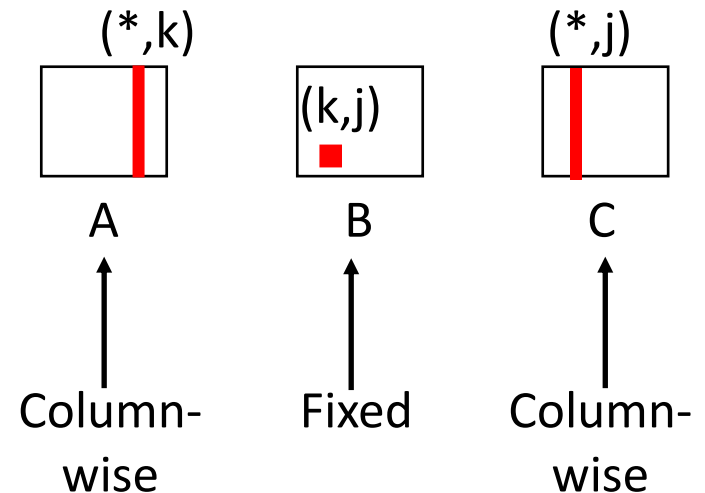 (*,k)
(*,j)
(k,j)
A
B
C
Column-
wise
Fixed
Column-
wise